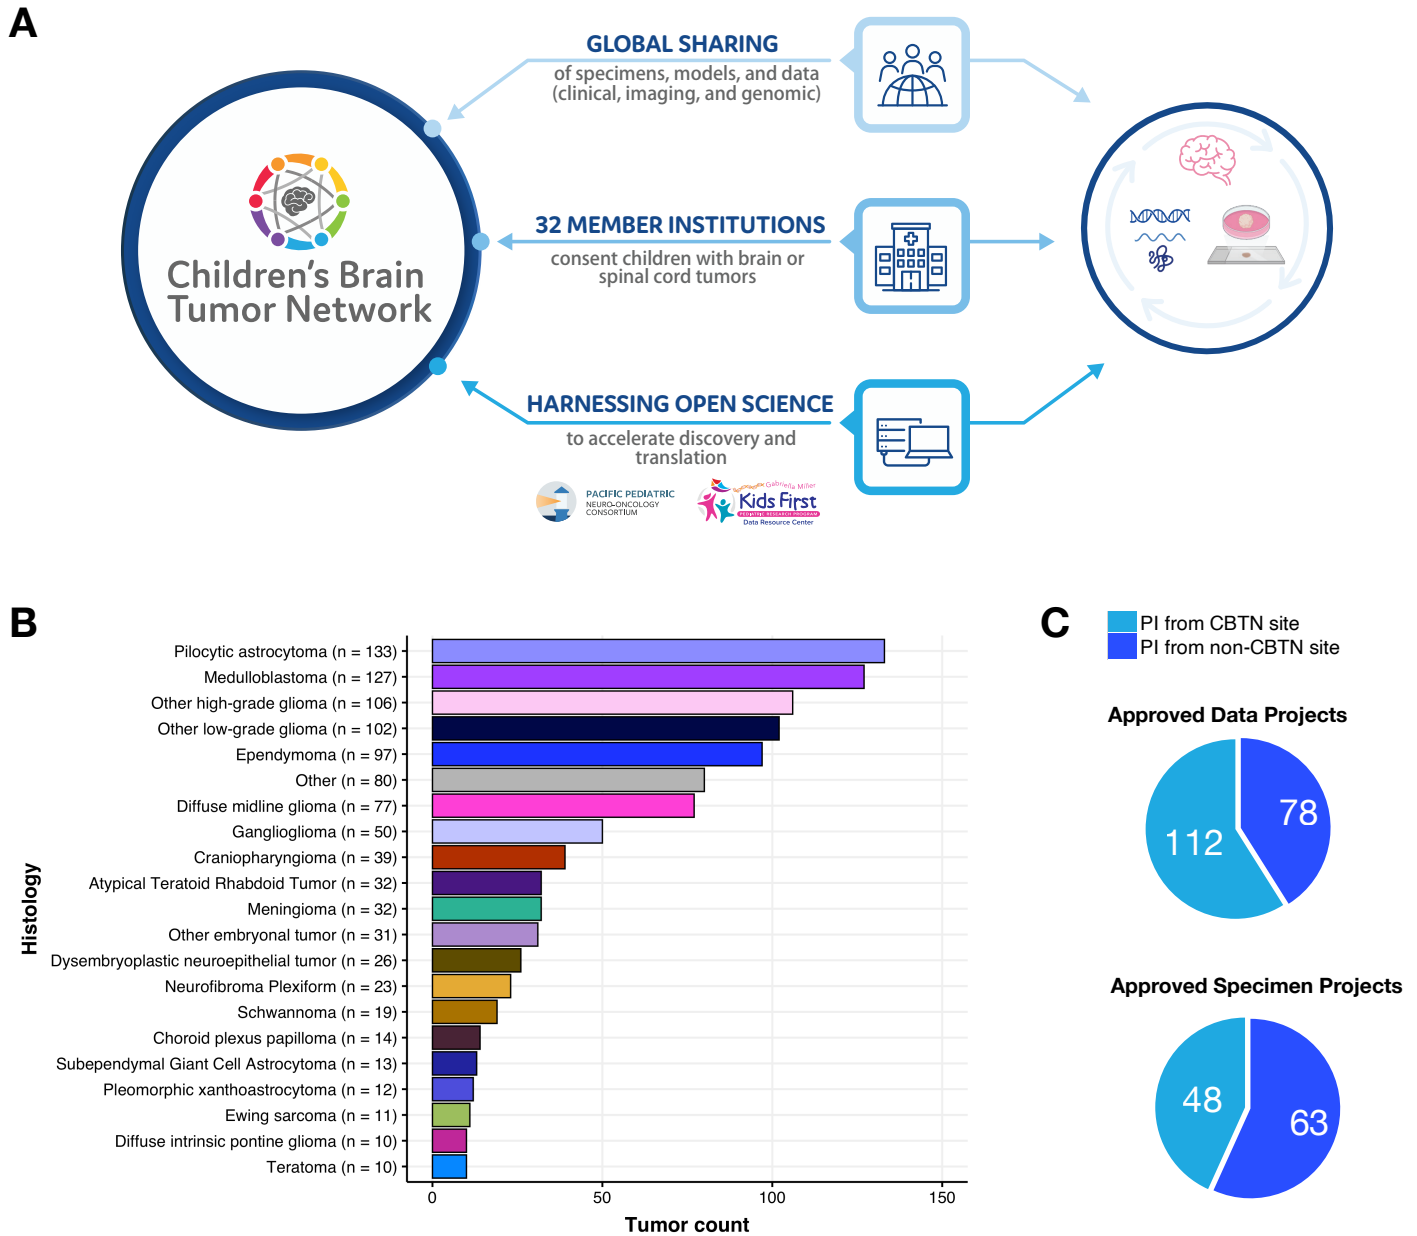 A
GLOBAL SHARING
of specimens, models, and data
(clinical, imaging, and genomic)
Children's Brain
Tumor Network
32 MEMBER INSTITUTIONS
consent children with brain or
spinal cord tumors
HARNESSING OPEN SCIENCE
to accelerate discovery and
translation
PACIFIC PEDIATRIC
NEURO-ONCOLOGY
CONSORTIUM
Gabriella Miller
Kids First
PEDIATRIC RESEARCH PROGRAM
Data Resource Center
B
Histology
Pilocytic astrocytoma (n = 133)
Medulloblastoma (n = 127)
Other high-grade glioma (n = 106)
Other low-grade glioma (n = 102)
Ependymoma (n = 97)
Other (n = 80)
Diffuse midline glioma (n = 77)
Ganglioglioma (n = 50)
Craniopharyngioma (n = 39)
Atypical Teratoid Rhabdoid Tumor (n = 32)
Meningioma (n = 32)
Other embryonal tumor (n = 31)
Dysembryoplastic neuroepithelial tumor (n = 26)
Neurofibroma Plexiform (n = 23)
Schwannoma (n = 19)
Choroid plexus papilloma (n = 14)
Subependymal Giant Cell Astrocytoma (n = 13)
Pleomorphic xanthoastrocytoma (n = 12)
Ewing sarcoma (n = 11)
Diffuse intrinsic pontine glioma (n = 10)
Teratoma (n = 10)
0 50 100 150
Tumor count
C
PI from CBTN site
PI from non-CBTN site
Approved Data Projects
112 78
Approved Specimen Projects
48 63